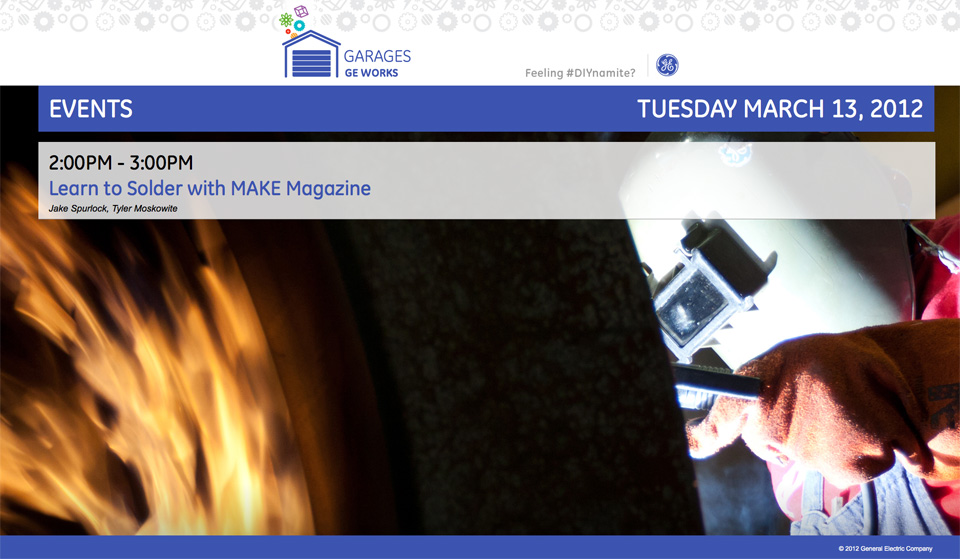 GARAGES
GE WORKS
Feeling #DIYnamite?
EVENTS
TUESDAY MARCH 13, 2012
2:00PM - 3:00PM
Learn to Solder with MAKE Magazine
Jake Spurlock, Tyler Moskowite
© 2012 General Electric Company